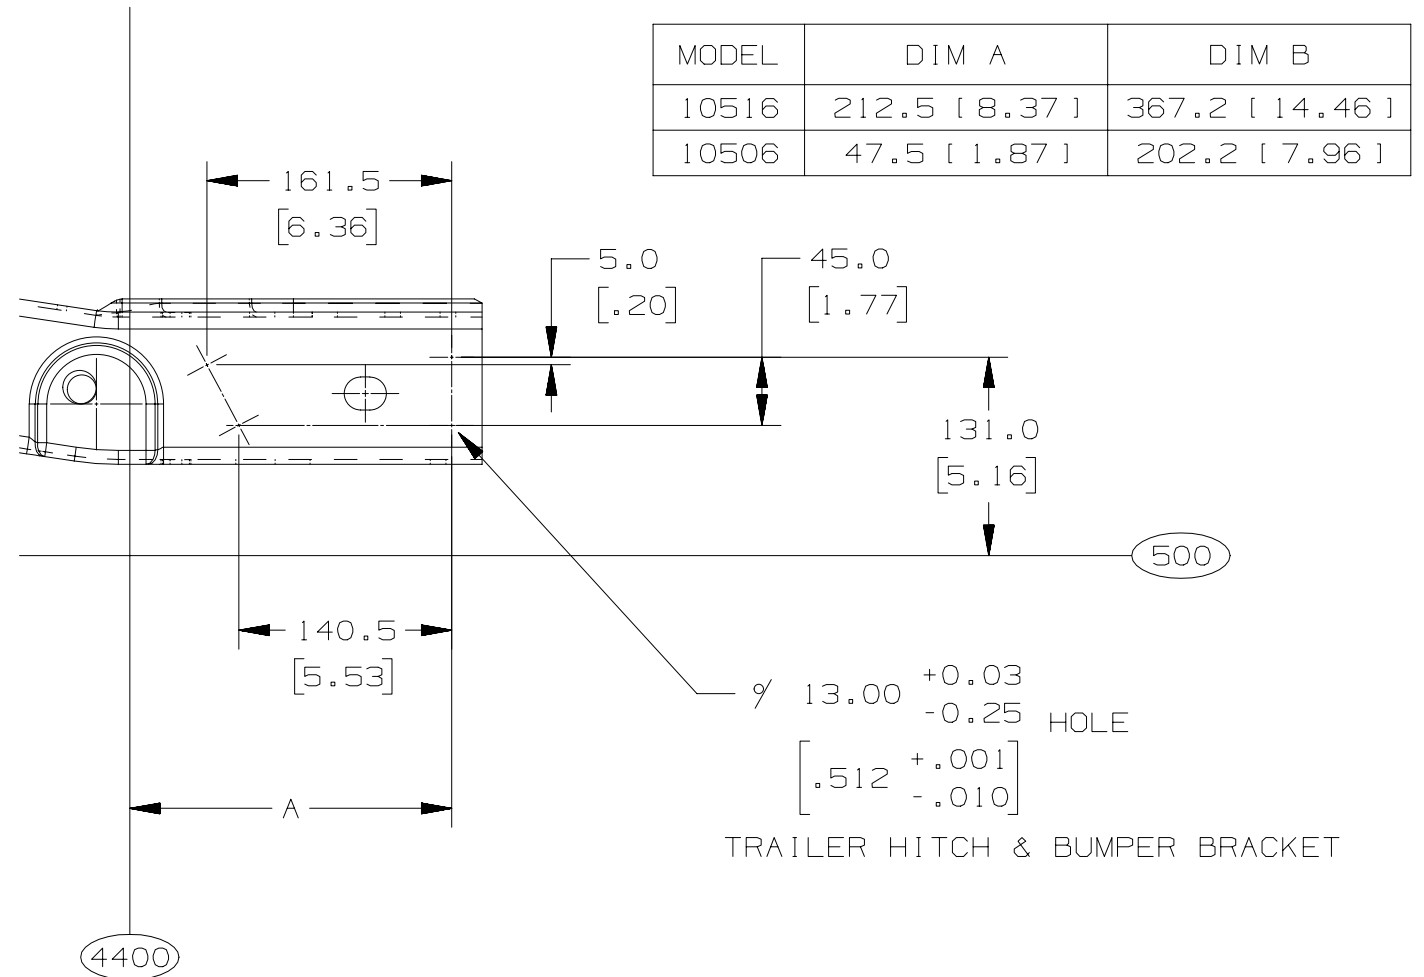 MODEL DIM A DIM B
10516 212.5 [8.37] 367.2 [14.46]
10506 47.5 [1.87] 202.2 [7.96]
161.5
[6.36]
5.0
[.20]
45.0
[1.77]
131.0
[5.16]
500
140.5
[5.53]
⌀ 13.00 +0.03
-0.25 HOLE
[.512 +.001
-.010]
A
TRAILER HITCH & BUMPER BRACKET
4400